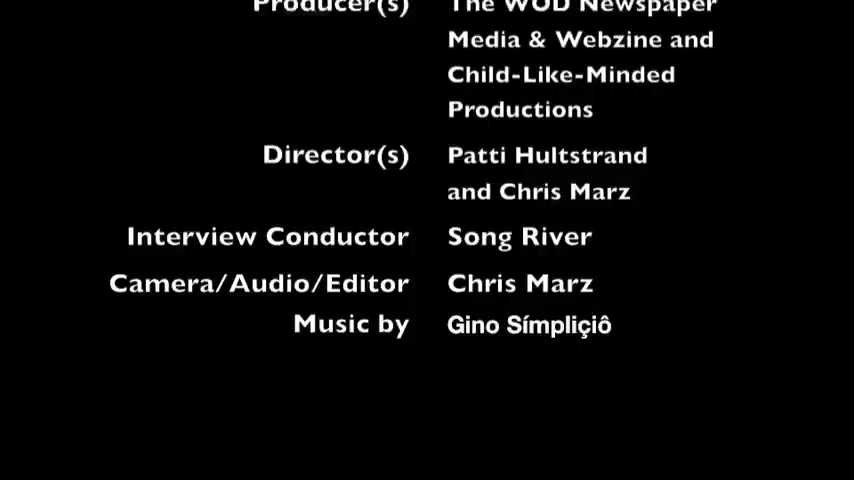 Producer(s) The WOD Newspaper
Media & Webzine and
Child-Like-Minded
Productions
Director(s) Patti Hultstrand
and Chris Marz
Interview Conductor Song River
Camera/Audio/Editor Chris Marz
Music by Gino Símpliçiô